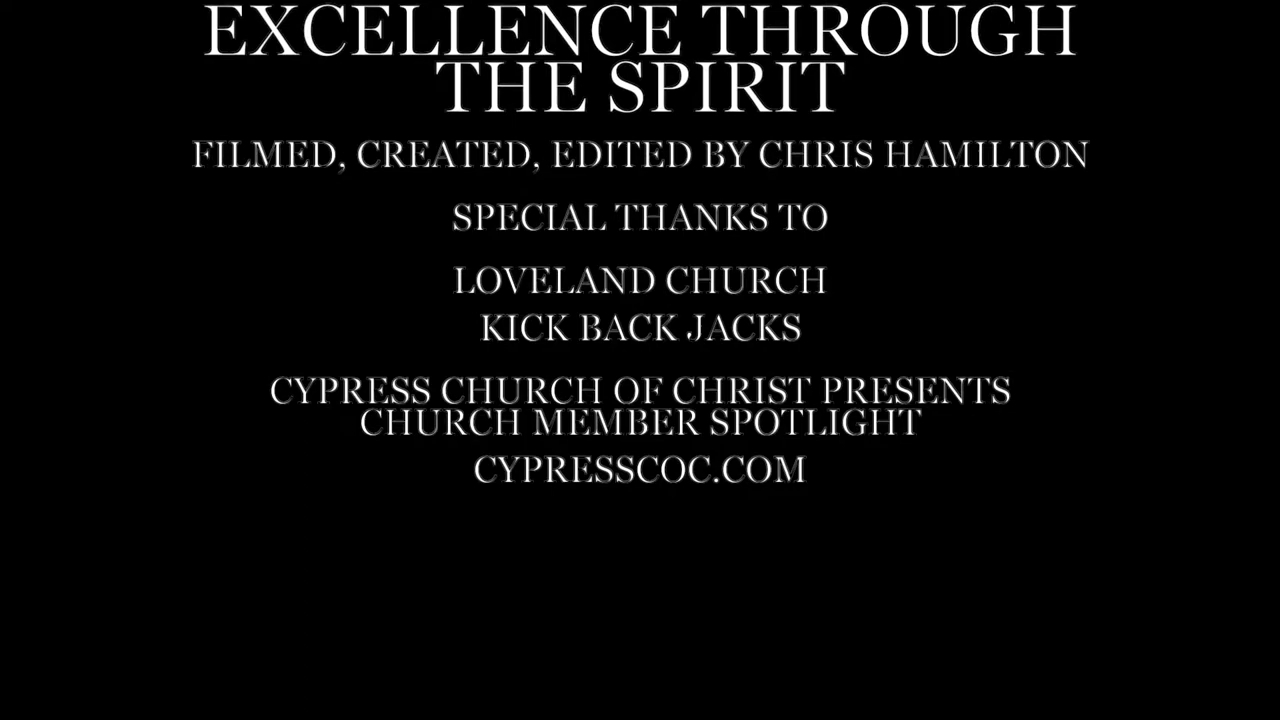 EXCELLENCE THROUGH
THE SPIRIT
FILMED, CREATED, EDITED BY CHRIS HAMILTON
SPECIAL THANKS TO
LOVELAND CHURCH
KICK BACK JACKS
CYPRESS CHURCH OF CHRIST PRESENTS
CHURCH MEMBER SPOTLIGHT
CYPRESSCOC.COM